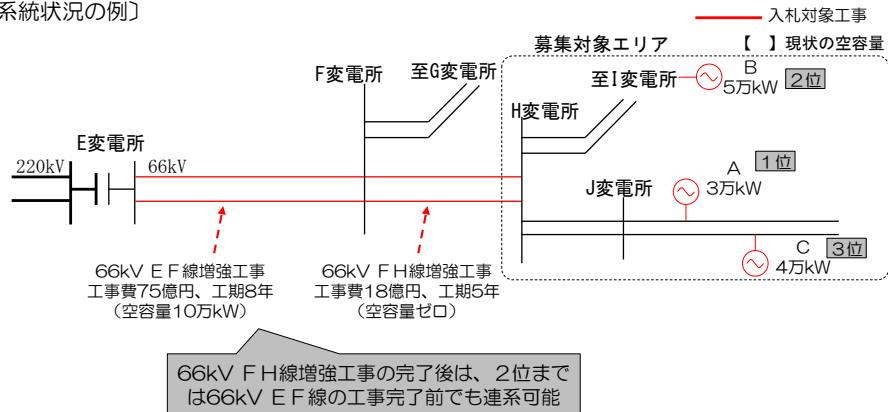 系統状況の例〕
入札対象工事
募集対象エリア
【 】現状の空容量
F変電所
至G変電所
至I変電所
B
5万kW
2位
E変電所
H変電所
220kV
66kV
J変電所
A
1位
3万kW
C
3位
4万kW
66kV EF線増強工事
工事費75億円、工期8年
（空容量10万kW）
66kV FH線増強工事
工事費18億円、工期5年
（空容量ゼロ）
66kV FH線増強工事の完了後は、２位まで
は66kV EF線の工事完了前でも連系可能